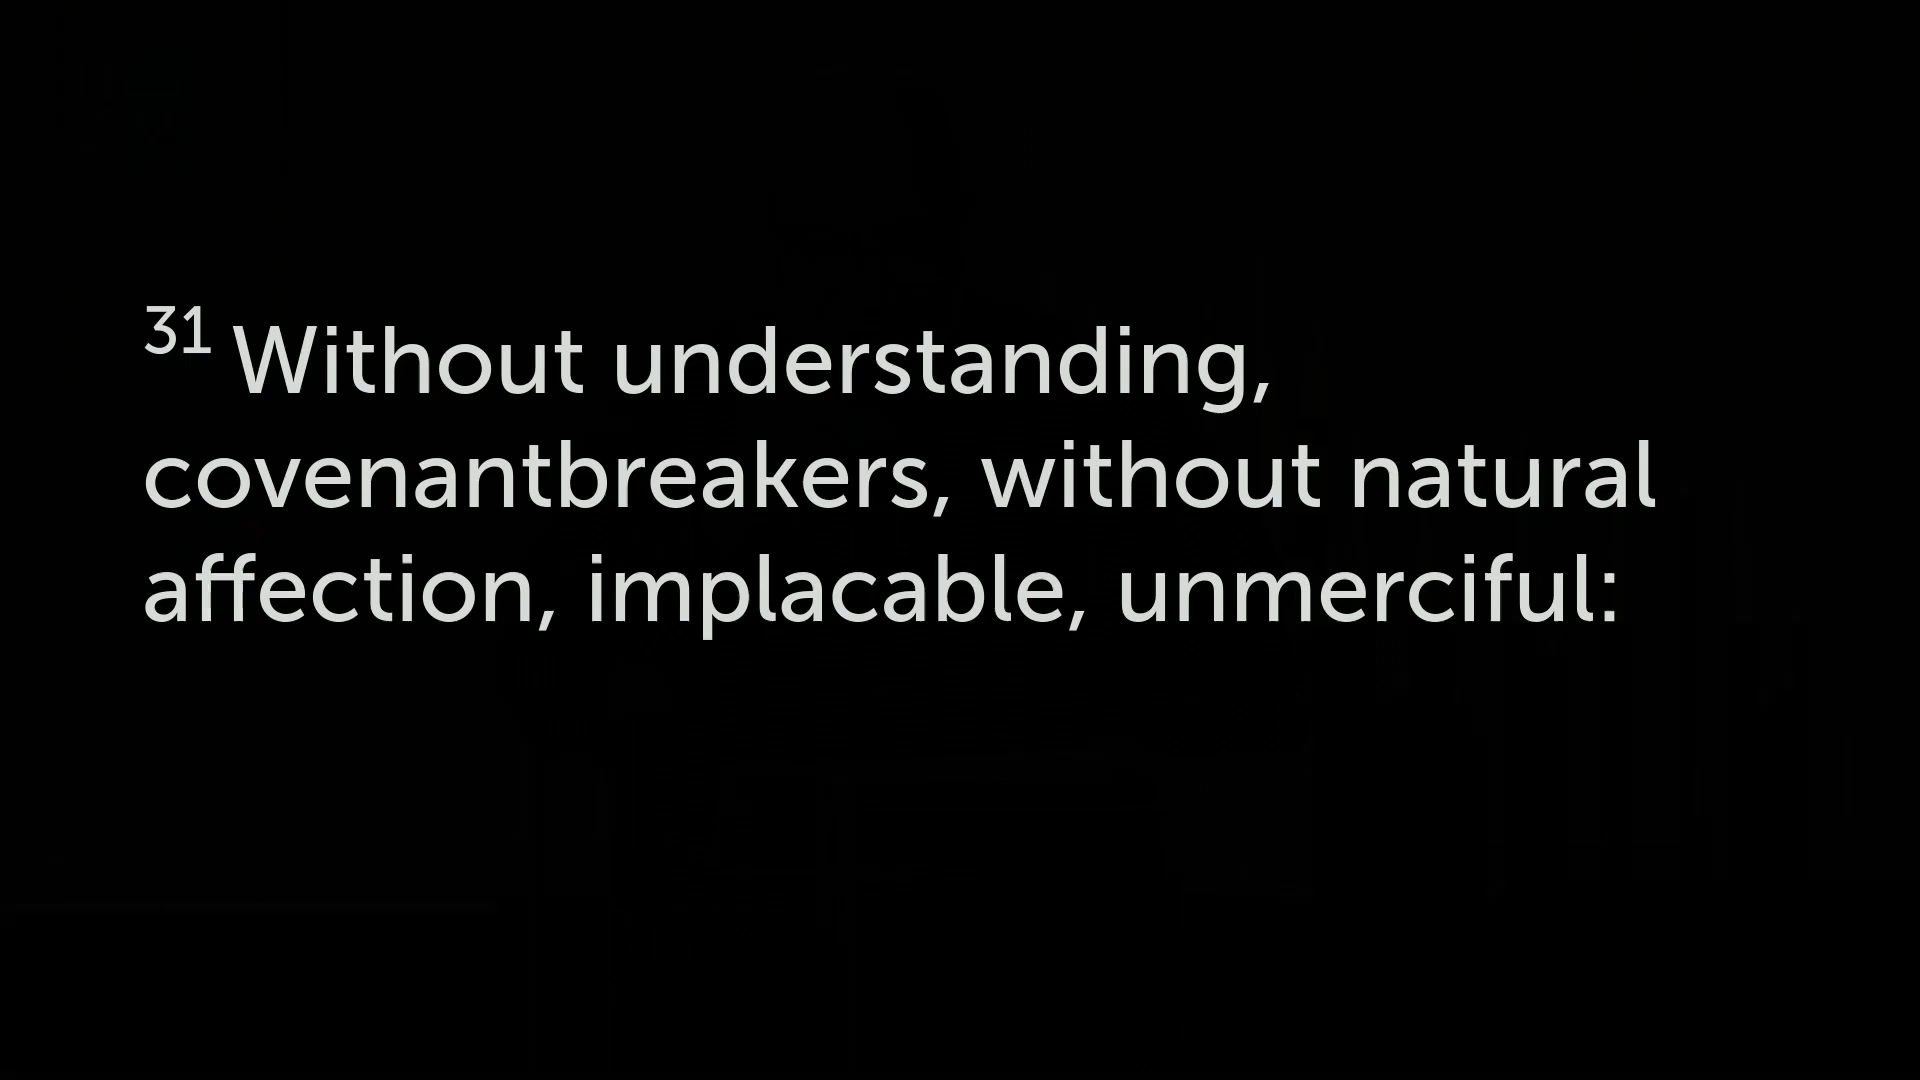 31 Without understanding,
covenantbreakers, without natural
affection, implacable, unmerciful: